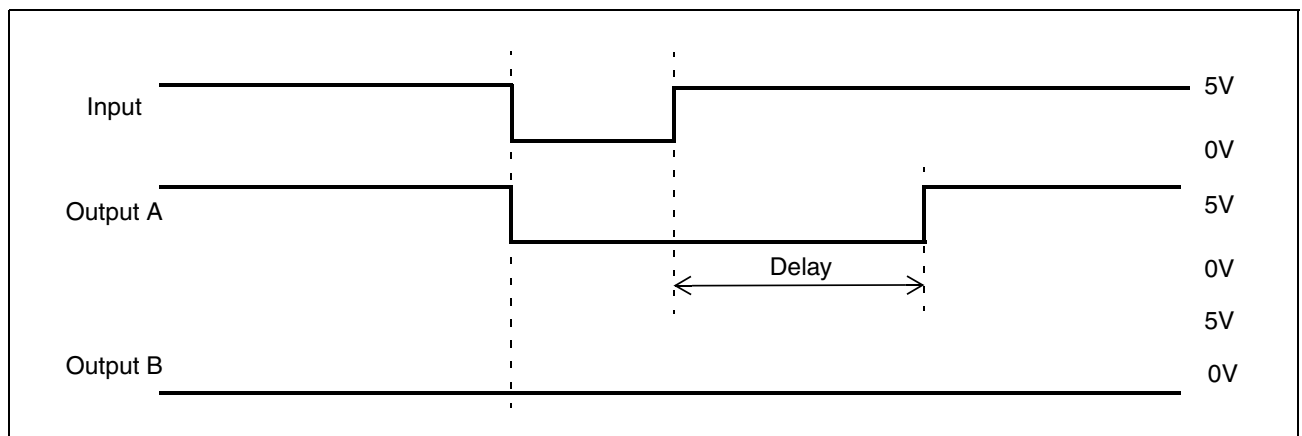 Input
5V
0V
Output A
5V
0V
Delay
5V
Output B
0V